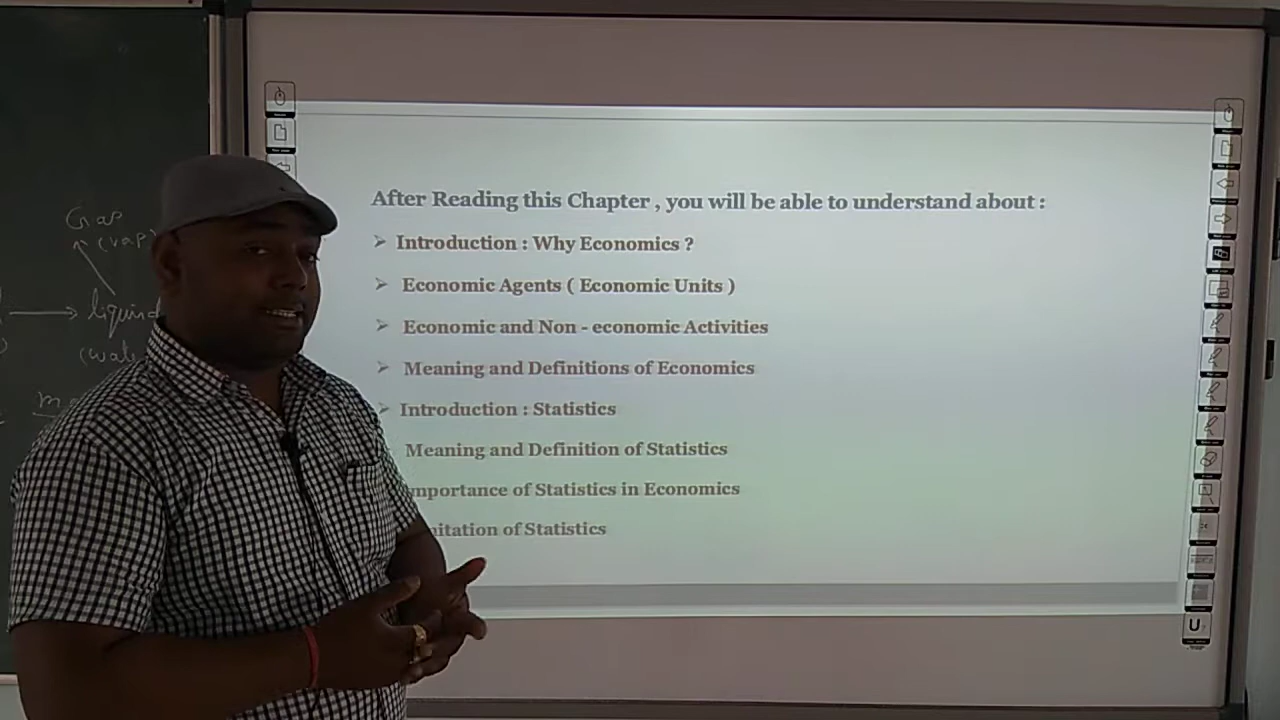 After Reading this Chapter , you will be able to understand about :
➢ Introduction : Why Economics ?
➢ Economic Agents ( Economic Units )
➢ Economic and Non - economic Activities
➢ Meaning and Definitions of Economics
➢ Introduction : Statistics
Meaning and Definition of Statistics
mportance of Statistics in Economics
itation of Statistics
Gas
(vap
liquid
(wate
U